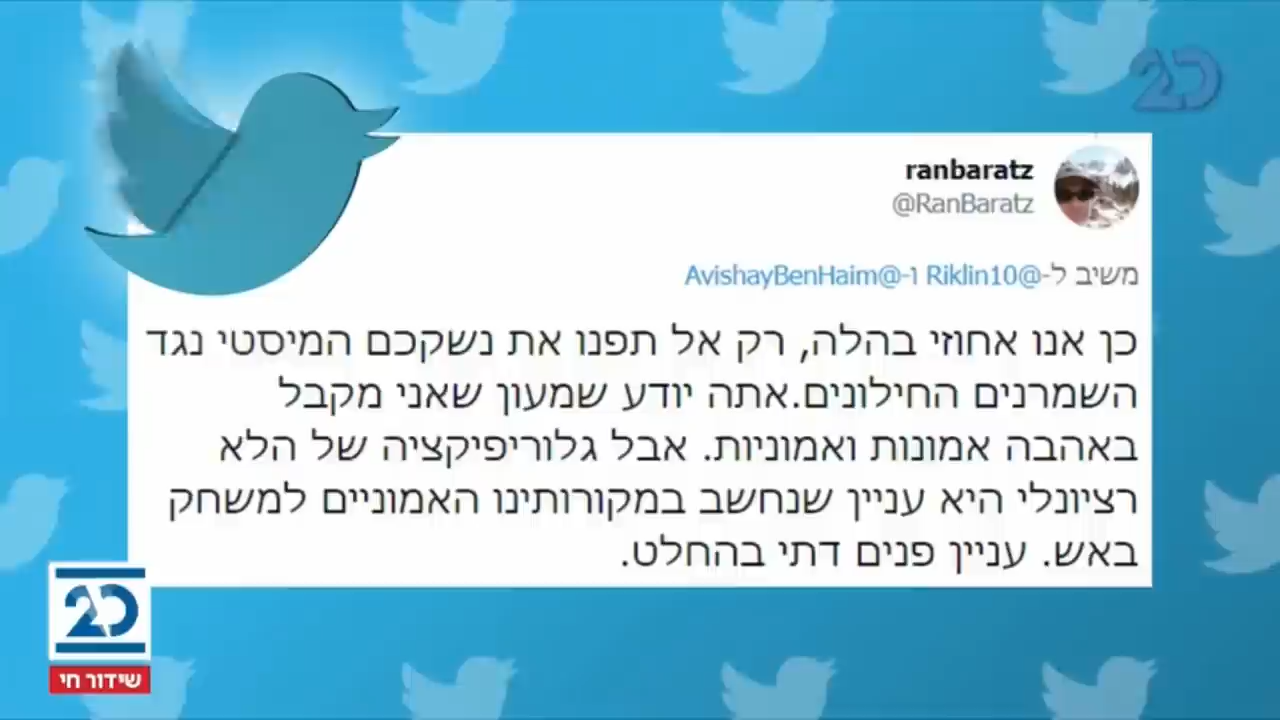 20
ranbaratz
@RanBaratz
משיב ל-@Riklin10 ו-@AvishayBenHaim
כן אנו אחוזי בהלה, רק אל תפנו את נשקכם המיסטי נגד
השמרנים החילונים.אתה יודע שמעון שאני מקבל
באהבה אמונות ואמוניות. אבל גלוריפיקציה של הלא
רציונלי היא עניין שנחשב במקורותינו האמוניים למשחק
באש. עניין פנים דתי בהחלט.
20
שידור חי